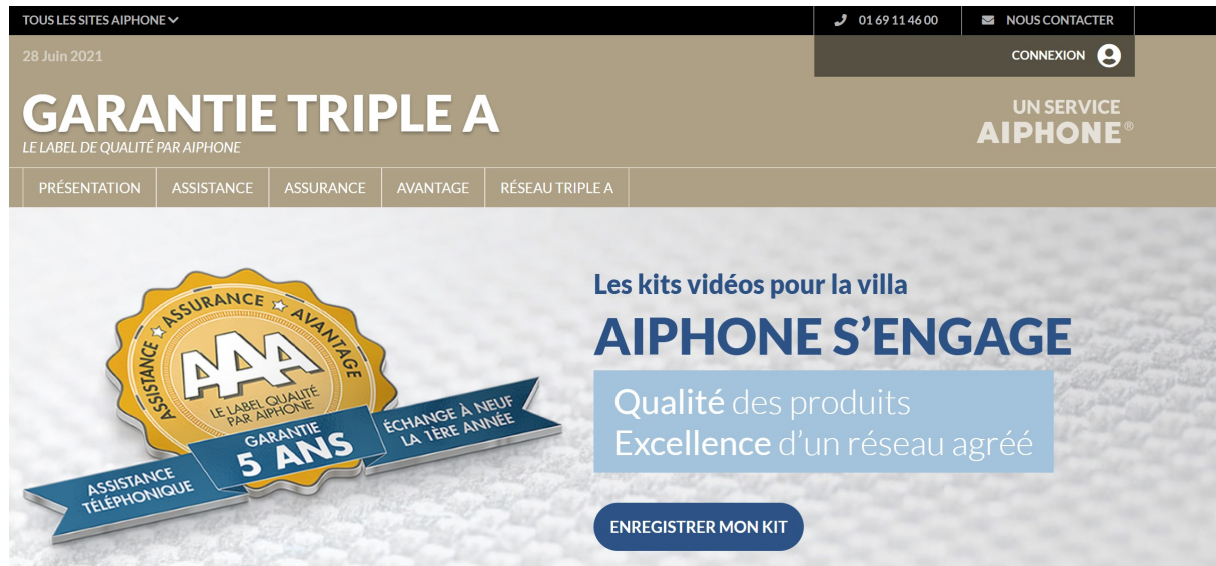 TOUS LES SITES AIPHONE
01 69 11 46 00
NOUS CONTACTER
28 Juin 2021
CONNEXION
GARANTIE TRIPLE A
LE LABEL DE QUALITÉ PAR AIPHONE
UN SERVICE
AIPHONE®
PRÉSENTATION
ASSISTANCE
ASSURANCE
AVANTAGE
RÉSEAU TRIPLE A
ASSISTANCE ASSURANCE AVANTAGE
AAA
LE LABEL QUALITÉ
PAR AIPHONE
GARANTIE
5 ANS
ÉCHANGE À NEUF
LA 1ÈRE ANNÉE
ASSISTANCE
TÉLÉPHONIQUE
Les kits vidéos pour la villa
AIPHONE S’ENGAGE
Qualité des produits
Excellence d’un réseau agréé
ENREGISTRER MON KIT